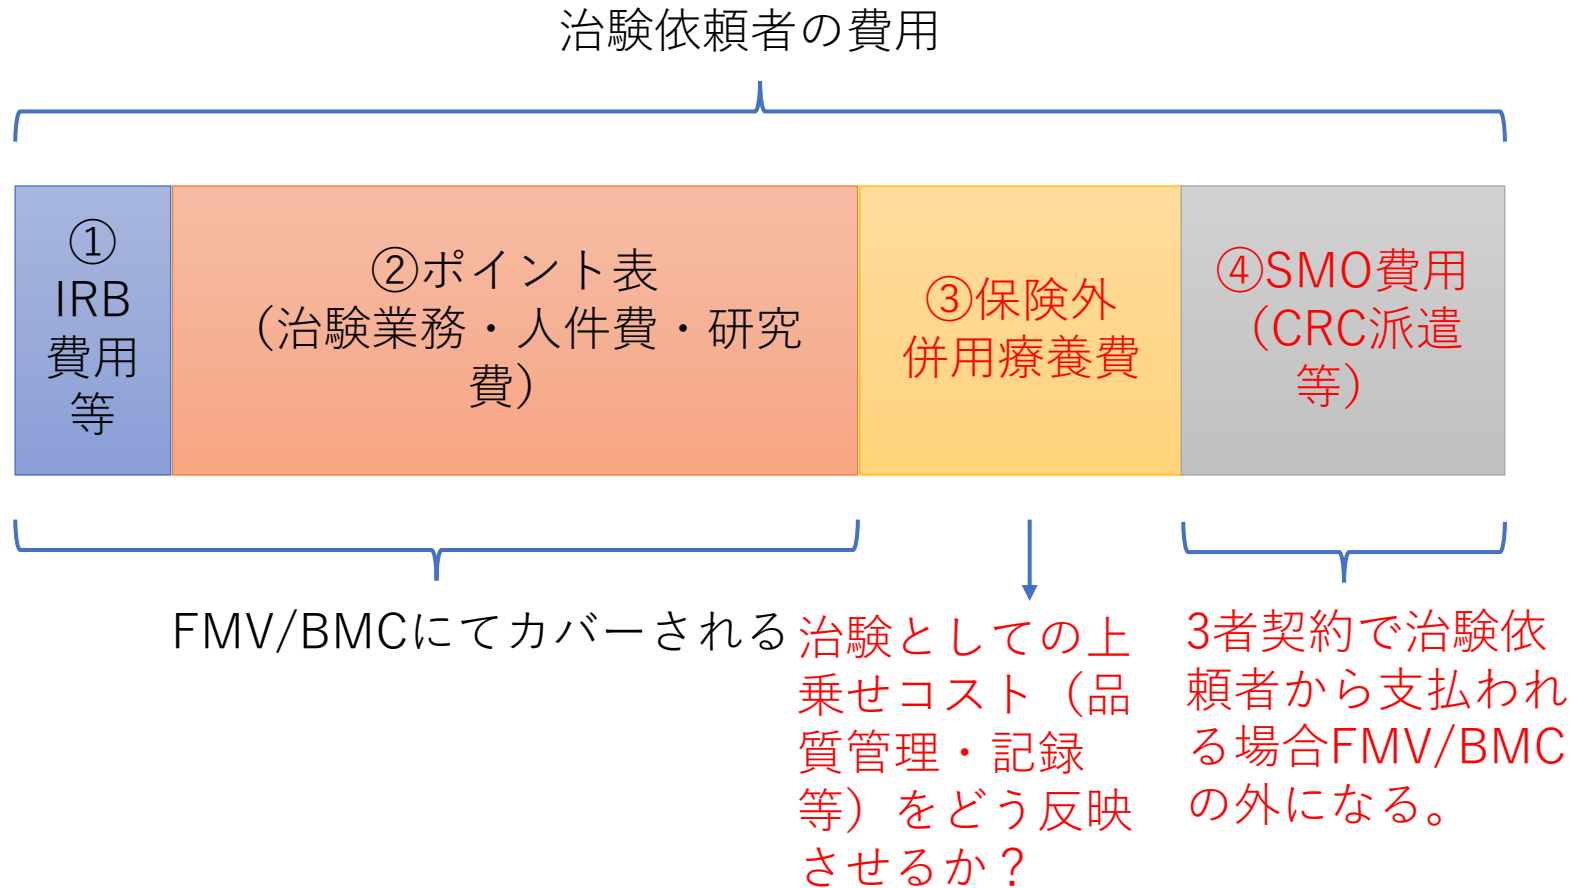 治験依頼者の費用
①
IRB
費用
等
②ポイント表
（治験業務・人件費・研究
費）
③保険外
併用療養費
④SMO費用
（CRC派遣
等）
FMV/BMCにてカバーされる
治験としての上
乗せコスト（品
質管理・記録
等）をどう反映
させるか？
3者契約で治験依
頼者から支払われ
る場合FMV/BMC
の外になる。